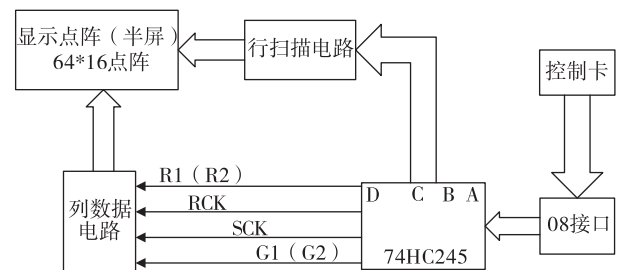 显示点阵（半屏）
64*16点阵
行扫描电路
控制卡
R1（R2）
D C B A
RCK
列数据
电路
08接口
SCK
G1（G2）
74HC245